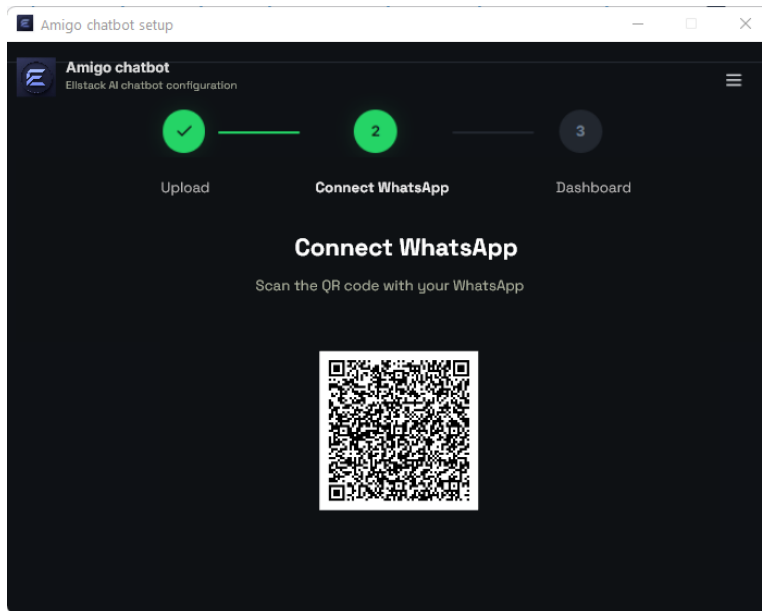 Amigo chatbot setup
Amigo chatbot
Elistack AI chatbot configuration
2
3
Upload
Connect WhatsApp
Dashboard
Connect WhatsApp
Scan the QR code with your WhatsApp